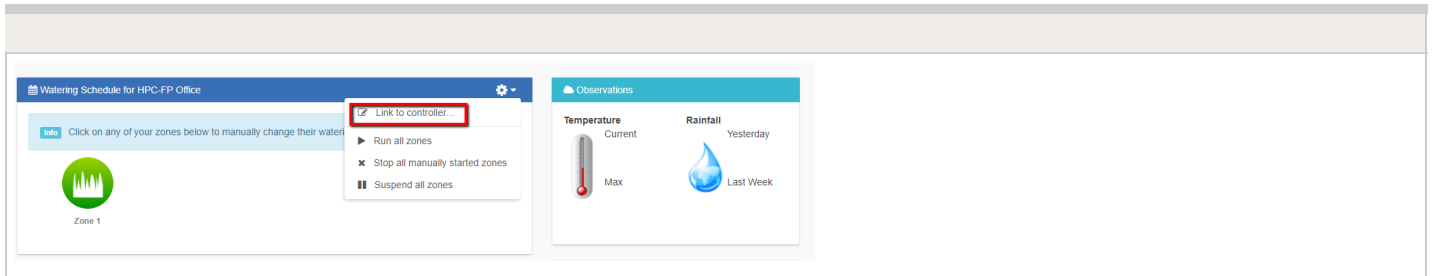 Watering Schedule for HPC-FP Office
Link to controller...
Info Click on any of your zones below to manually change their wateri
Run all zones
Stop all manually started zones
Suspend all zones
Zone 1
Observations
Temperature
Current
Max
Rainfall
Yesterday
Last Week